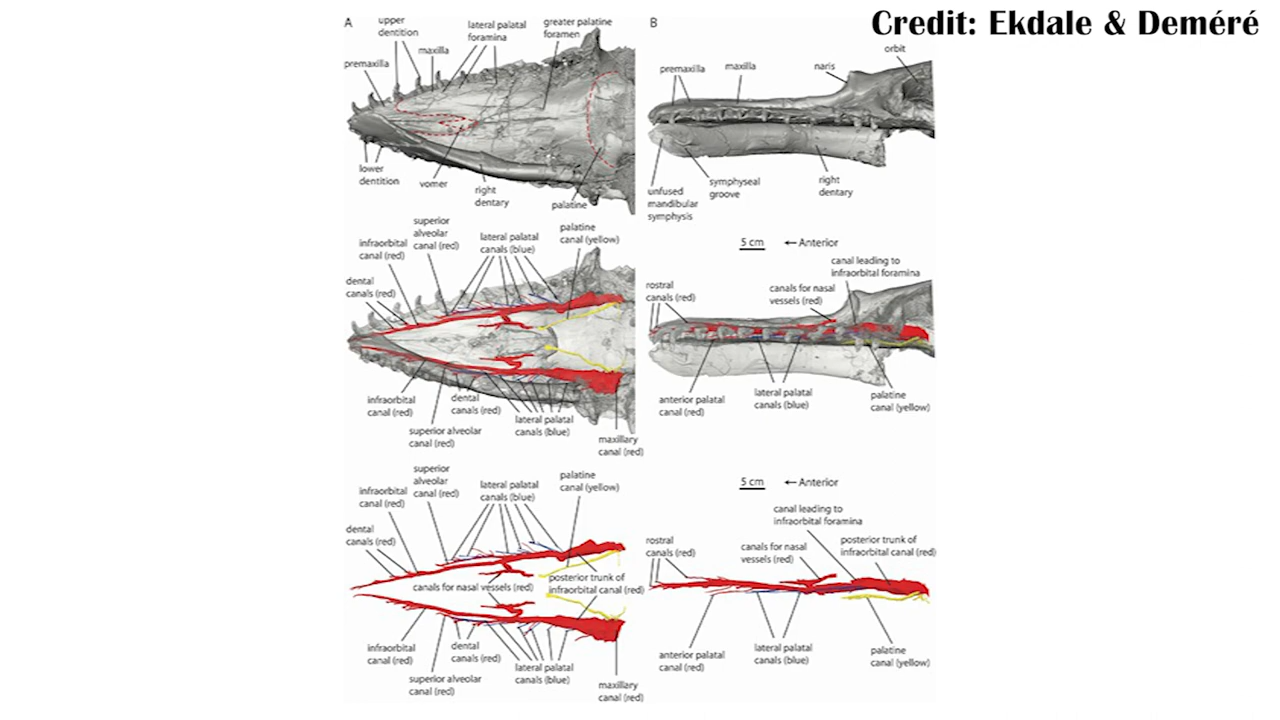 Credit: Ekdale & Deméré
A
upper
dentition
maxilla
premaxilla
lateral palatal
foramina
greater palatine
foramen
lower
dentition
vomer
right
dentary
palatine
B
premaxilla
maxilla
naris
orbit
unfused
mandibular
symphysis
symphyseal
groove
right
dentary
superior
alveolar
canal (red)
infraorbital
canal (red)
dental
canals (red)
lateral palatal
canals (blue)
palatine
canal (yellow)
infraorbital
canal (red)
dental
canals (red)
superior alveolar
canal (red)
lateral palatal
canals (blue)
maxillary
canal (red)
5 cm
←Anterior
canal leading to
infraorbital foramina
rostral
canals (red)
canals for nasal
vessels (red)
anterior palatal
canal (red)
lateral palatal
canals (blue)
palatine
canal (yellow)
superior
alveolar
canal (red)
infraorbital
canal (red)
dental
canals (red)
lateral palatal
canals (blue)
palatine
canal (yellow)
canals for nasal vessels (red)
posterior trunk of
infraorbital canal (red)
infraorbital
canal (red)
dental
canals (red)
superior alveolar
canal (red)
lateral palatal
canals (blue)
maxillary
canal (red)
5 cm
←Anterior
canal leading to
infraorbital foramina
rostral
canals (red)
canals for nasal
vessels (red)
posterior trunk of
infraorbital canal (red)
anterior palatal
canal (red)
lateral palatal
canals (blue)
palatine
canal (yellow)